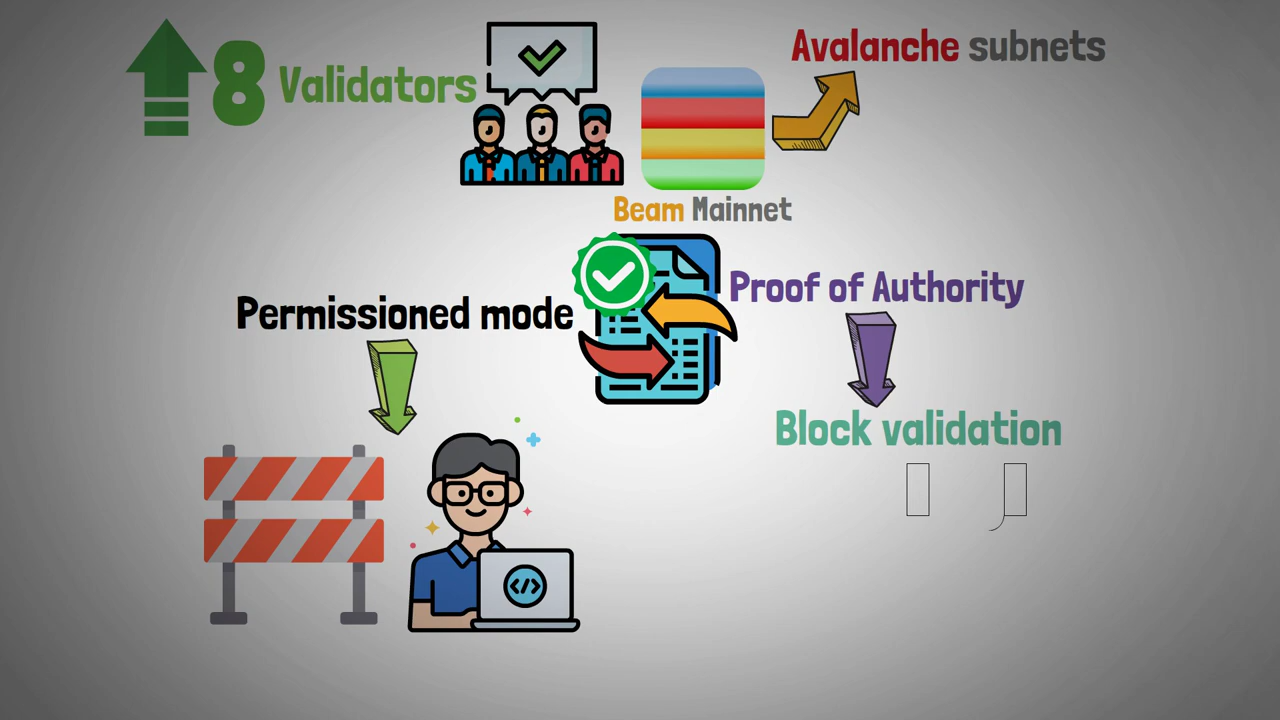 8 Validators
Avalanche subnets
Beam Mainnet
Permissioned mode
Proof of Authority
Block validation
</>